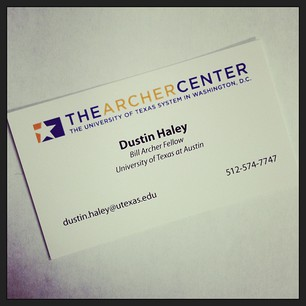 THEARCHERCENTER
THE UNIVERSITY OF TEXAS SYSTEM IN WASHINGTON, D.C.
Dustin Haley
Bill Archer Fellow
University of Texas at Austin
512-574-7747
dustin.haley@utexas.edu